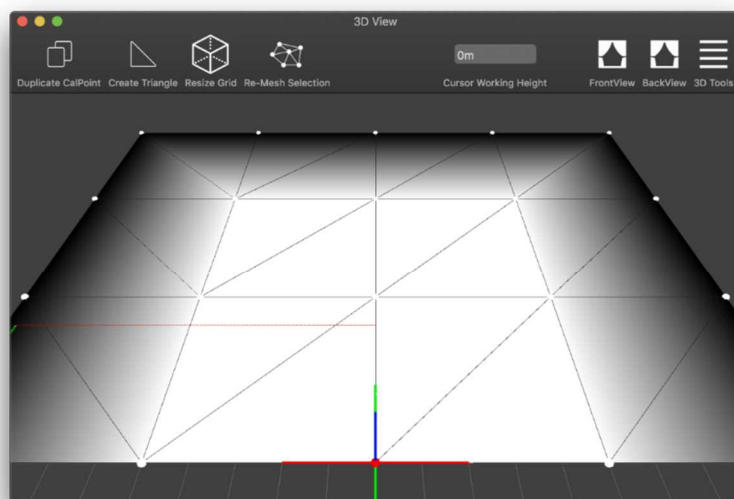 3D View
0m
Duplicate CalPoint Create Triangle Resize Grid Re-Mesh Selection Cursor Working Height FrontView BackView 3D Tools